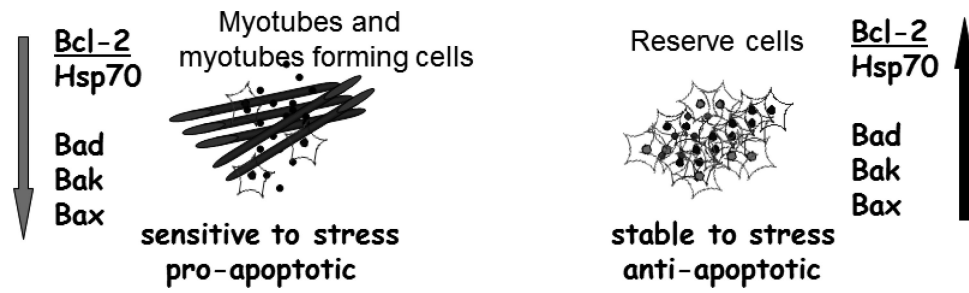 Bcl-2
Hsp70
Bad
Bak
Bax
Myotubes and
myotubes forming cells
sensitive to stress
pro-apoptotic
Reserve cells
stable to stress
anti-apoptotic
Bcl-2
Hsp70
Bad
Bak
Bax